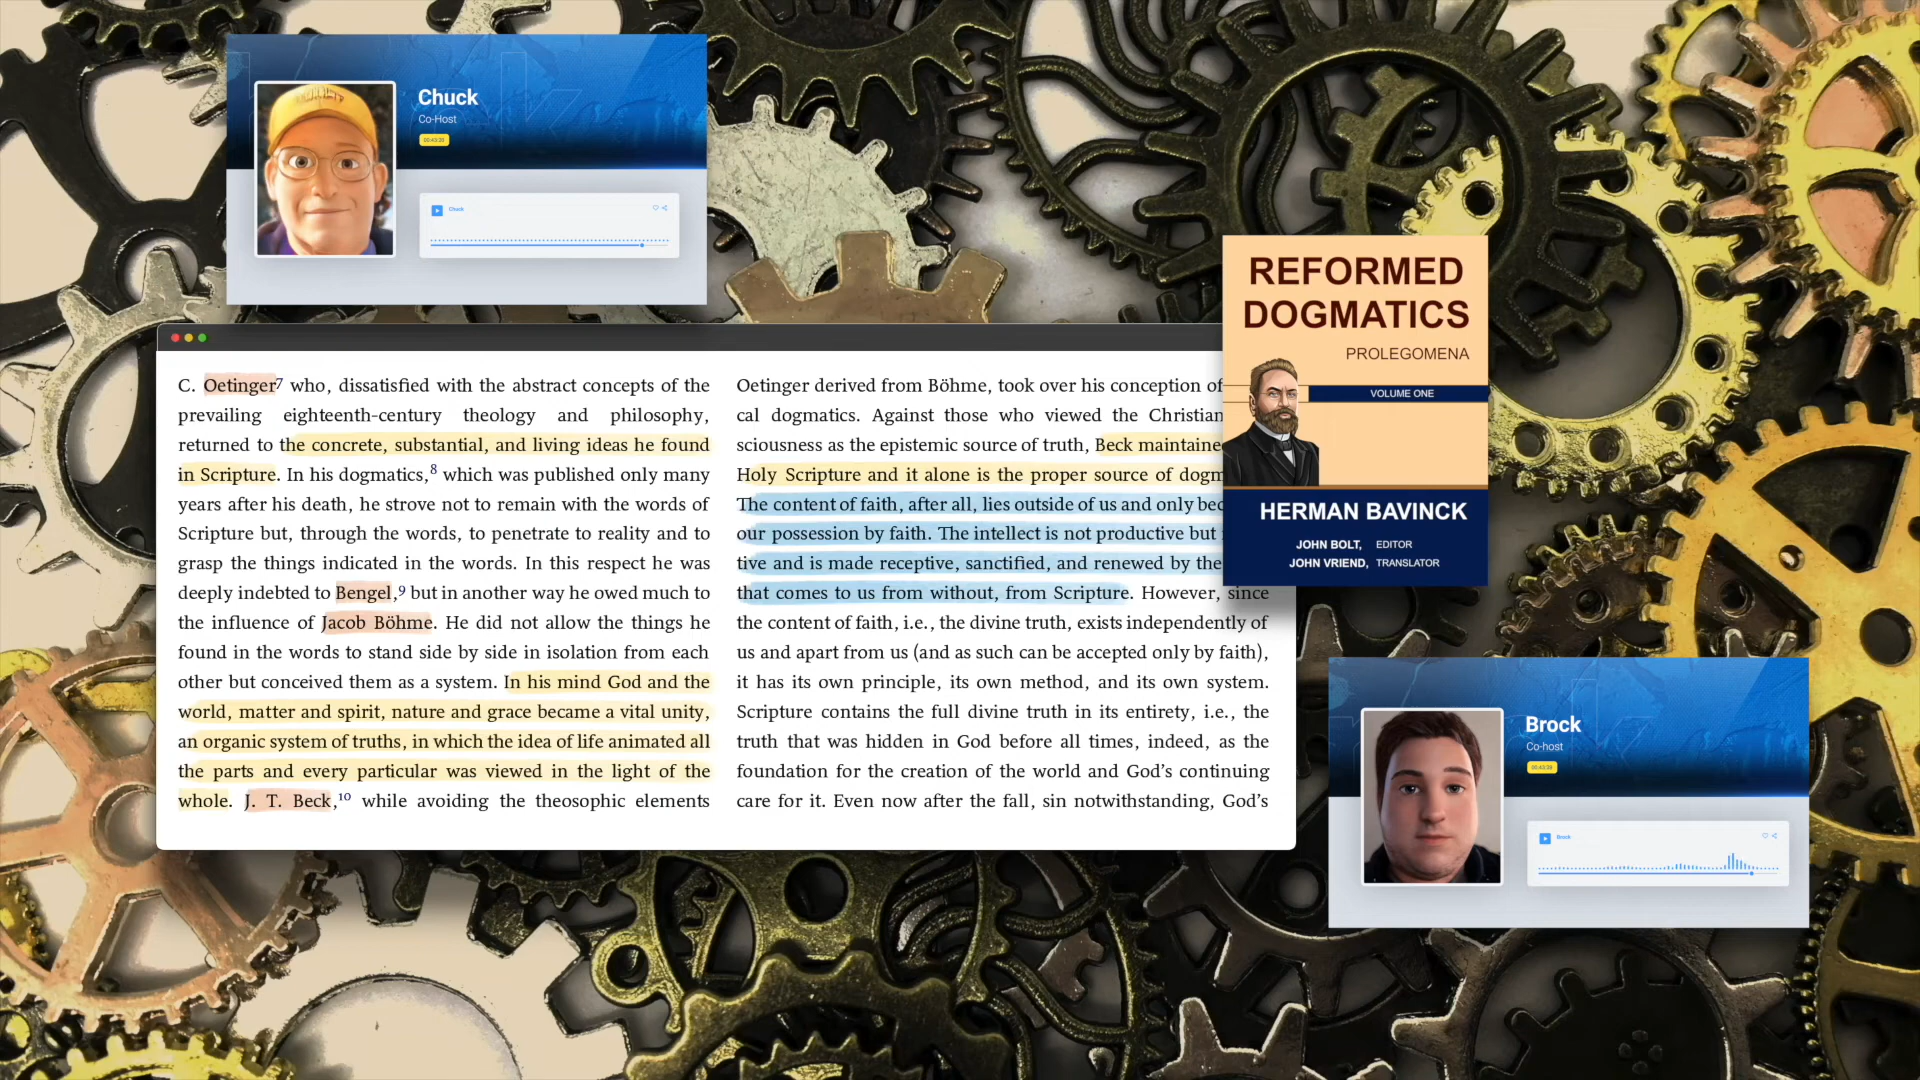 Chuck
Co-Host
00:43:39
Chuck
C. Oetinger7 who, dissatisfied with the abstract concepts of the
prevailing eighteenth-century theology and philosophy,
returned to the concrete, substantial, and living ideas he found
in Scripture. In his dogmatics,8 which was published only many
years after his death, he strove not to remain with the words of
Scripture but, through the words, to penetrate to reality and to
grasp the things indicated in the words. In this respect he was
deeply indebted to Bengel,9 but in another way he owed much to
the influence of Jacob Böhme. He did not allow the things he
found in the words to stand side by side in isolation from each
other but conceived them as a system. In his mind God and the
world, matter and spirit, nature and grace became a vital unity,
an organic system of truths, in which the idea of life animated all
the parts and every particular was viewed in the light of the
whole. J. T. Beck,10 while avoiding the theosophic elements
Oetinger derived from Böhme, took over his conception of
cal dogmatics. Against those who viewed the Christian
sciousness as the epistemic source of truth, Beck maintaine
Holy Scripture and it alone is the proper source of dogm
The content of faith, after all, lies outside of us and only bec
our possession by faith. The intellect is not productive but
tive and is made receptive, sanctified, and renewed by the
that comes to us from without, from Scripture. However, since
the content of faith, i.e., the divine truth, exists independently of
us and apart from us (and as such can be accepted only by faith),
it has its own principle, its own method, and its own system.
Scripture contains the full divine truth in its entirety, i.e., the
truth that was hidden in God before all times, indeed, as the
foundation for the creation of the world and God's continuing
care for it. Even now after the fall, sin notwithstanding, God's
REFORMED
DOGMATICS
PROLEGOMENA
VOLUME ONE
HERMAN BAVINCK
JOHN BOLT, EDITOR
JOHN VRIEND, TRANSLATOR
Brock
Co-host
00:43:39
Brock